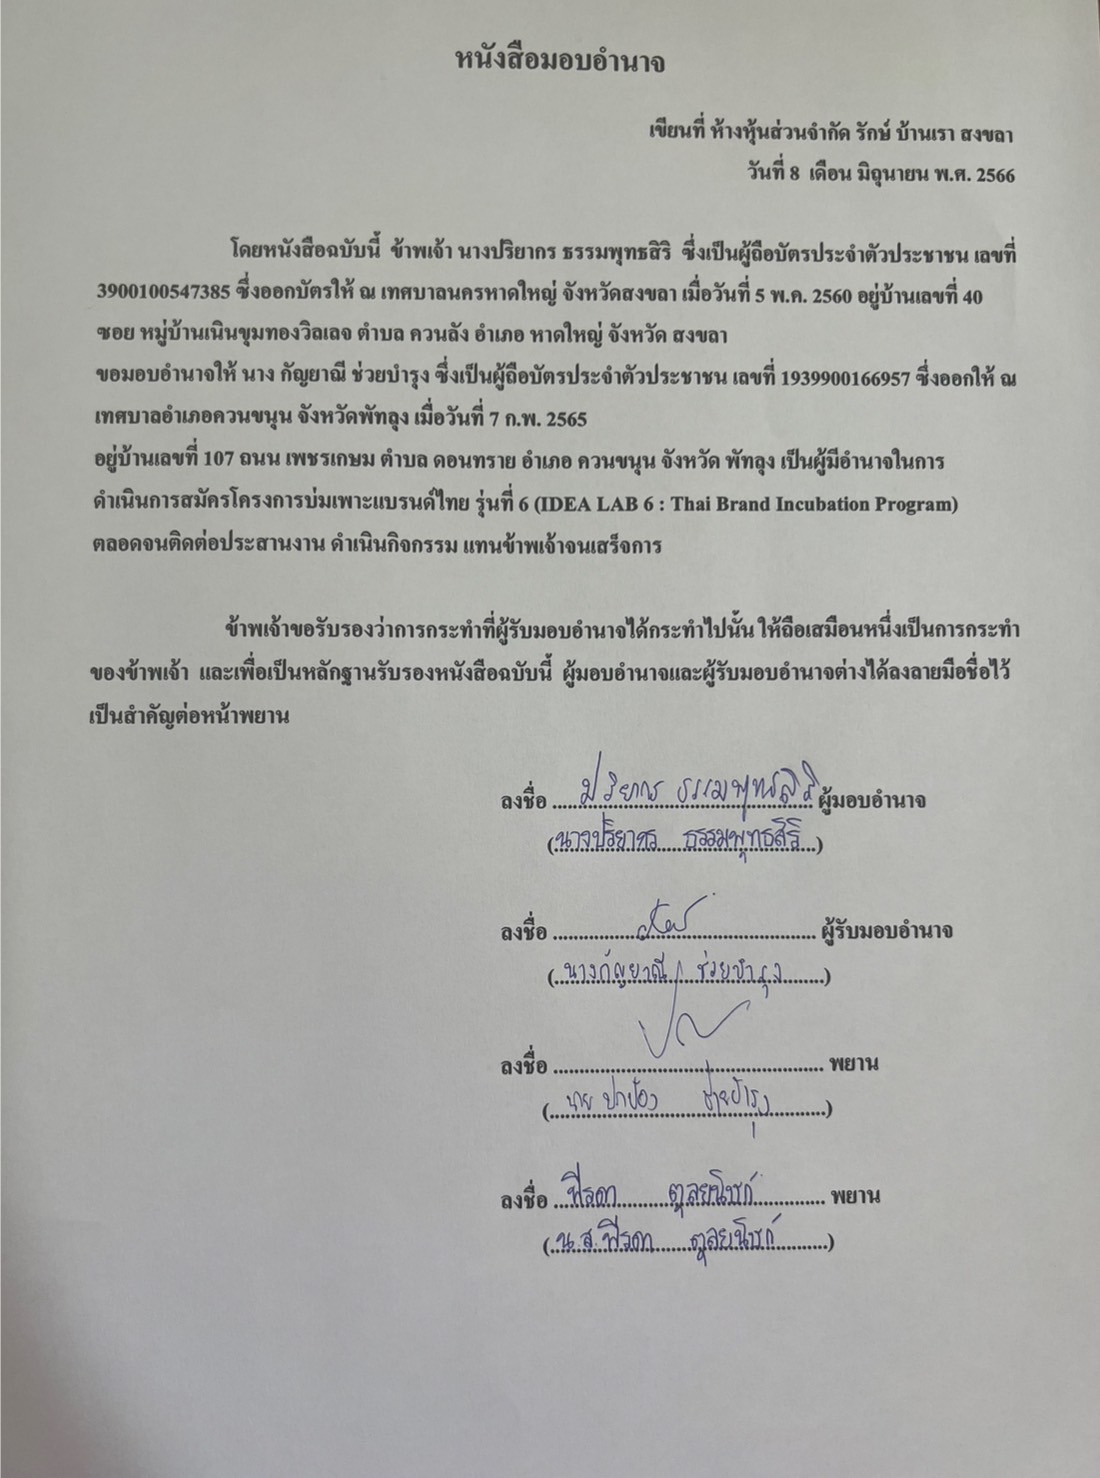 หนังสือมอบอำนาจ
เขียนที่ ห้างหุ้นส่วนจำกัด รักษ์ บ้านเรา สงขลา
วันที่ 8 เดือน มิถุนายน พ.ศ. 2566
โดยหนังสือฉบับนี้ ข้าพเจ้า นางปริยากร ธรรมพุทธสิริ ซึ่งเป็นผู้ถือบัตรประจำตัวประชาชน เลขที่
3900100547385 ซึ่งออกบัตรให้ ณ เทศบาลนครหาดใหญ่ จังหวัดสงขลา เมื่อวันที่ 5 พ.ค. 2560 อยู่บ้านเลขที่ 40
ซอย หมู่บ้านเนินขุมทองวิลเลจ ตำบล ควนลัง อำเภอ หาดใหญ่ จังหวัด สงขลา
ขอมอบอำนาจให้ นาง กัญยาณี ช่วยบำรุง ซึ่งเป็นผู้ถือบัตรประจำตัวประชาชน เลขที่ 1939900166957 ซึ่งออกให้ ณ
เทศบาลอำเภอควนขนุน จังหวัดพัทลุง เมื่อวันที่ 7 ก.พ. 2565
อยู่บ้านเลขที่ 107 ถนน เพชรเกษม ตำบล ดอนทราย อำเภอ ควนขนุน จังหวัด พัทลุง เป็นผู้มีอำนาจในการ
ดำเนินการสมัครโครงการบ่มเพาะแบรนด์ไทย รุ่นที่ 6 (IDEA LAB 6 : Thai Brand Incubation Program)
ตลอดจนติดต่อประสานงาน ดำเนินกิจกรรม แทนข้าพเจ้าจนเสร็จการ
ข้าพเจ้าขอรับรองว่าการกระทำที่ผู้รับมอบอำนาจได้กระทำไปนั้น ให้ถือเสมือนหนึ่งเป็นการกระทำ
ของข้าพเจ้า และเพื่อเป็นหลักฐานรับรองหนังสือฉบับนี้ ผู้มอบอำนาจและผู้รับมอบอำนาจต่างได้ลงลายมือชื่อไว้
เป็นสำคัญต่อหน้าพยาน
ลงชื่อ ปริยากร ธรรมพุทธสิริ ผู้มอบอำนาจ
(นางปริยากร ธรรมพุทธสิริ)
ลงชื่อ ผู้รับมอบอำนาจ
(นางกัญยาณี ช่วยบำรุง)
ลงชื่อ พยาน
(นาย ปกป้อง ช่วยบำรุง)
ลงชื่อ ฟีรดา ตุลยนิษก์ พยาน
(น.ส.ฟีรดา ตุลยนิษก์)